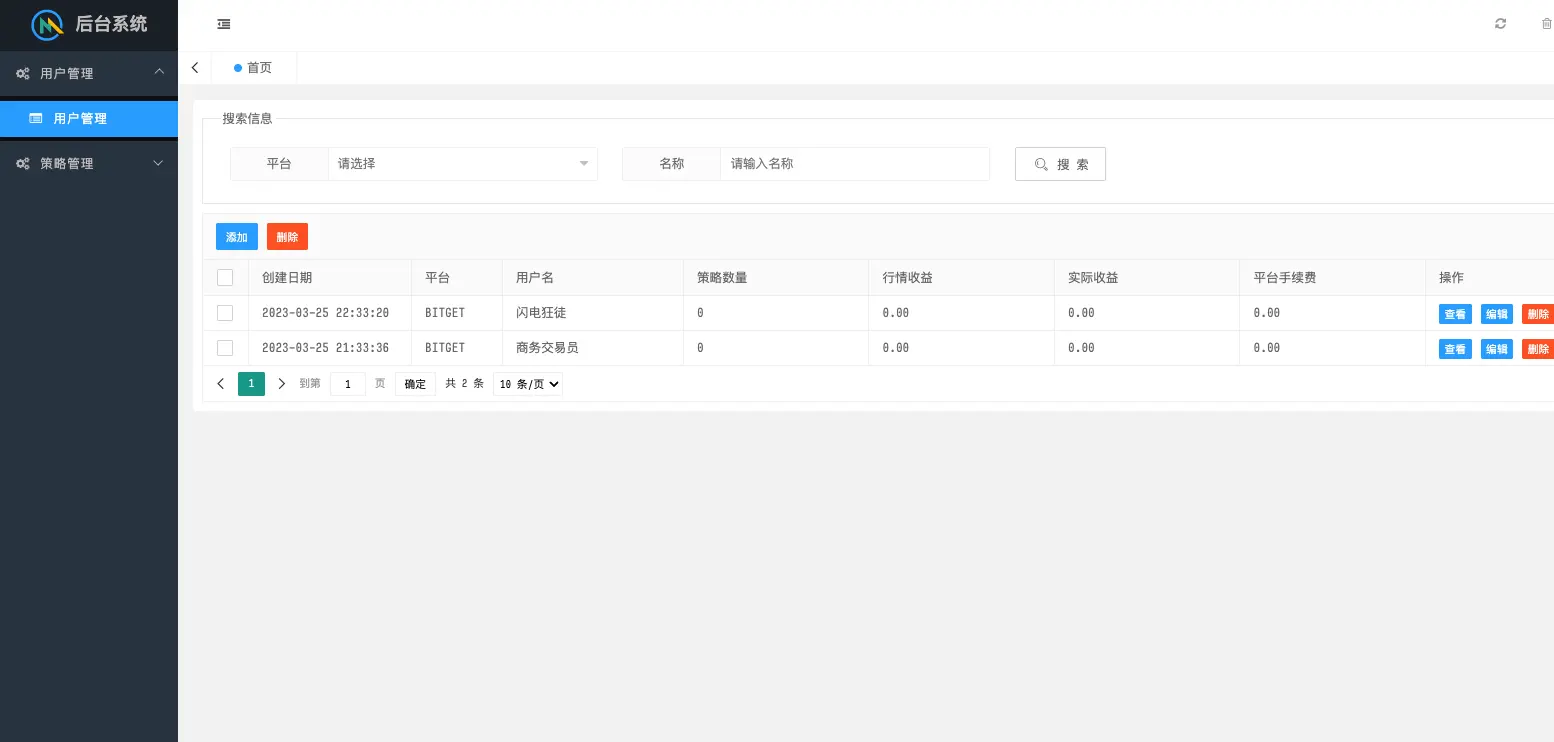 后台系统
用户管理
用户管理
策略管理
首页
搜索信息
平台 请选择 名称 请输入名称 搜 索
添加 删除
创建日期 平台 用户名 策略数量 行情收益 实际收益 平台手续费 操作
2023-03-25 22:33:20 BITGET 闪电狂徒 0 0.00 0.00 0.00 查看 编辑 删除
2023-03-25 21:33:36 BITGET 商务交易员 0 0.00 0.00 0.00 查看 编辑 删除
1 到第 1 页 确定 共 2 条 10 条/页